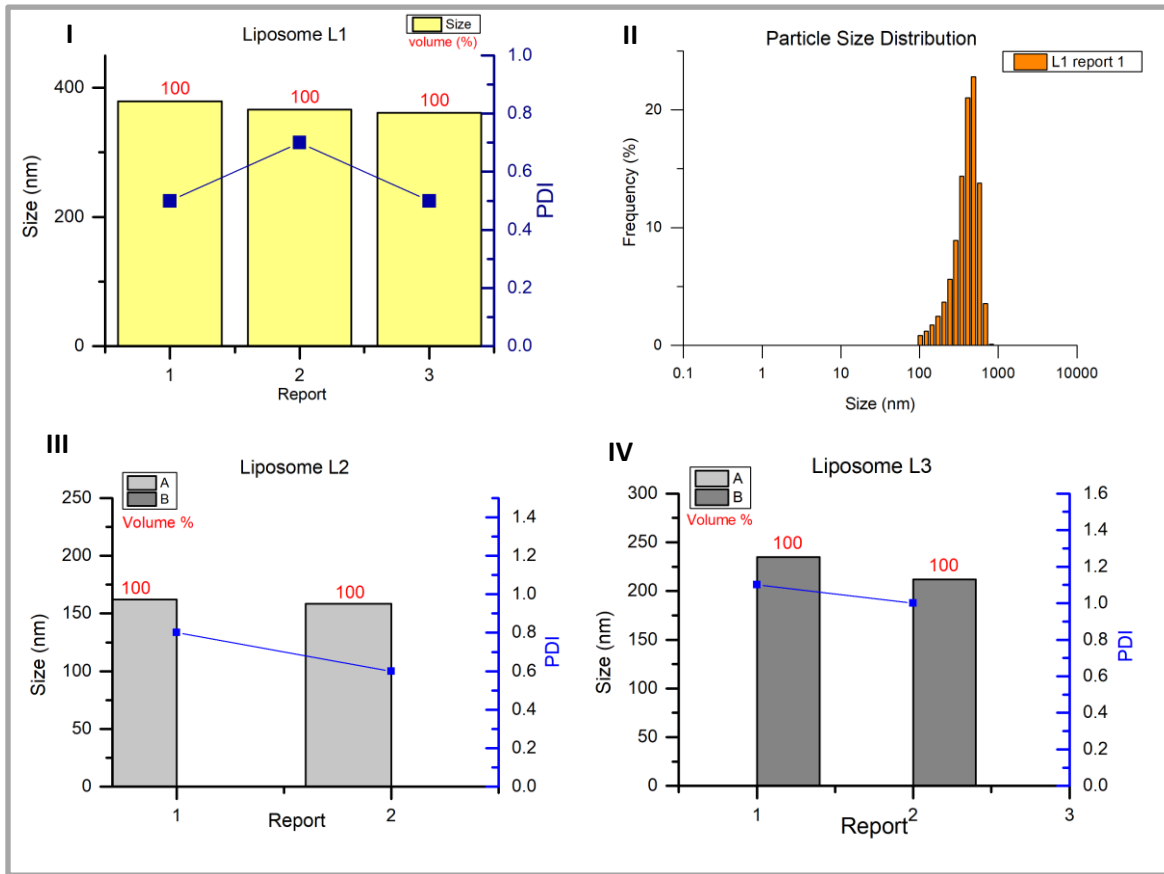 I
Liposome L1
Size
volume (%)
Size (nm)
400
200
0
100
100
100
1.0
0.8
0.6
0.4
0.2
0.0
PDI
1
2
3
Report
II
Particle Size Distribution
L1 report 1
Frequency (%)
20
10
0
0.1
1
10
100
1000
10000
Size (nm)
III
Liposome L2
A
B
Volume %
Size (nm)
250
200
150
100
50
0
100
100
1.4
1.2
1.0
0.8
0.6
0.4
0.2
0.0
PDI
1
2
Report
IV
Liposome L3
A
B
Volume %
Size (nm)
300
250
200
150
100
50
0
100
100
1.6
1.4
1.2
1.0
0.8
0.6
0.4
0.2
0.0
PDI
1
2
3
Report